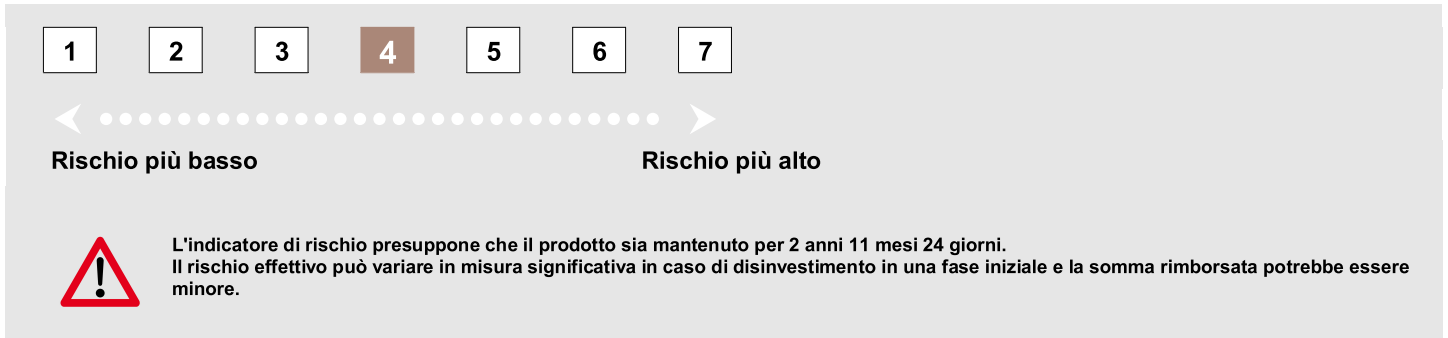 1 2 3 4 5 6 7
Rischio più basso Rischio più alto
L'indicatore di rischio presuppone che il prodotto sia mantenuto per 2 anni 11 mesi 24 giorni.
Il rischio effettivo può variare in misura significativa in caso di disinvestimento in una fase iniziale e la somma rimborsata potrebbe essere
minore.